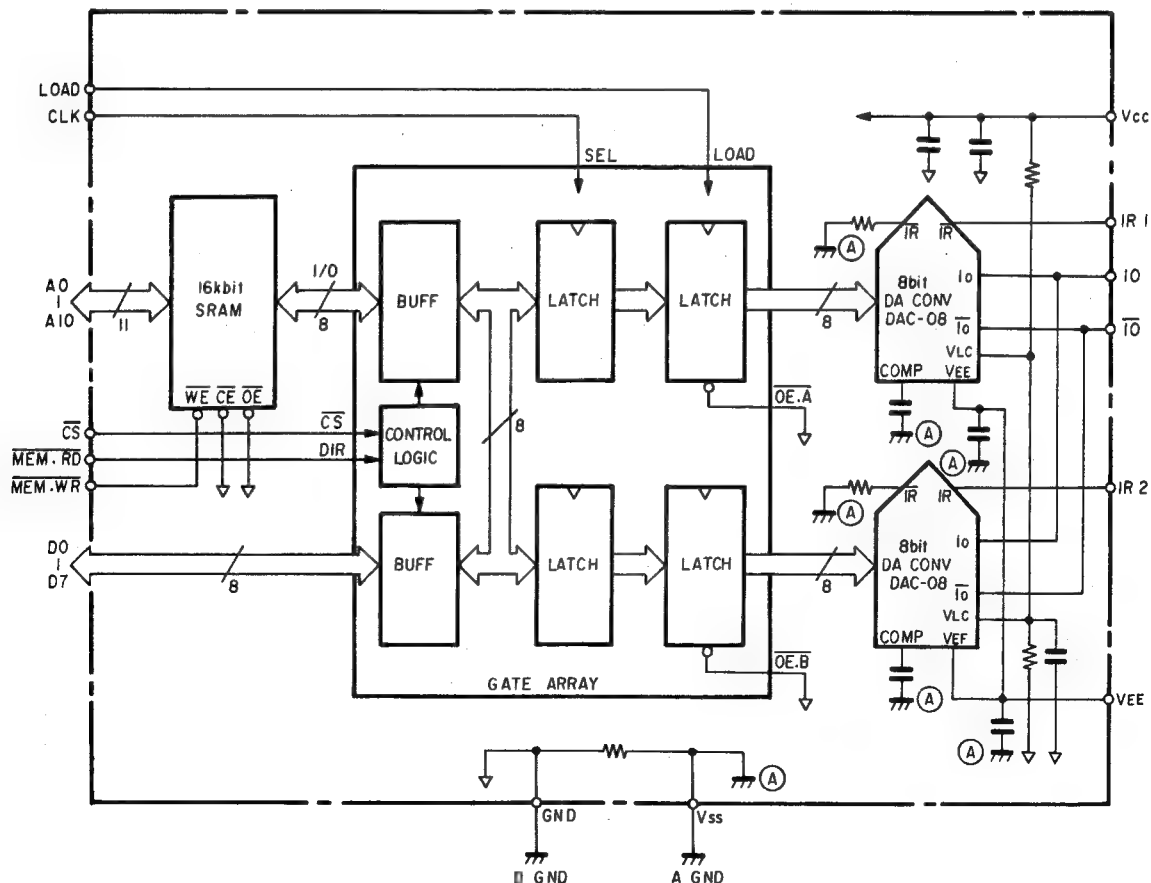 LOAD
CLK
Vcc
SEL
LOAD
IR 1
A
IR
IR
A0
I
A10
11
16kbit
SRAM
I/O
8
BUFF
LATCH
LATCH
8
8bit
DA CONV
DAC-08
Io
Io
IO
IO
VLC
VEE
COMP
WE
CE
OE
OE.A
CS
MEM.RD
MEM.WR
CS
DIR
CONTROL
LOGIC
8
A
A
IR 2
A
IR
IR
D0
I
D7
8
BUFF
LATCH
LATCH
8
8bit
DA CONV
DAC-08
Io
Io
VLC
VEF
COMP
OE.B
GATE ARRAY
A
VEE
A
A
GND
Vss
GND
A GND